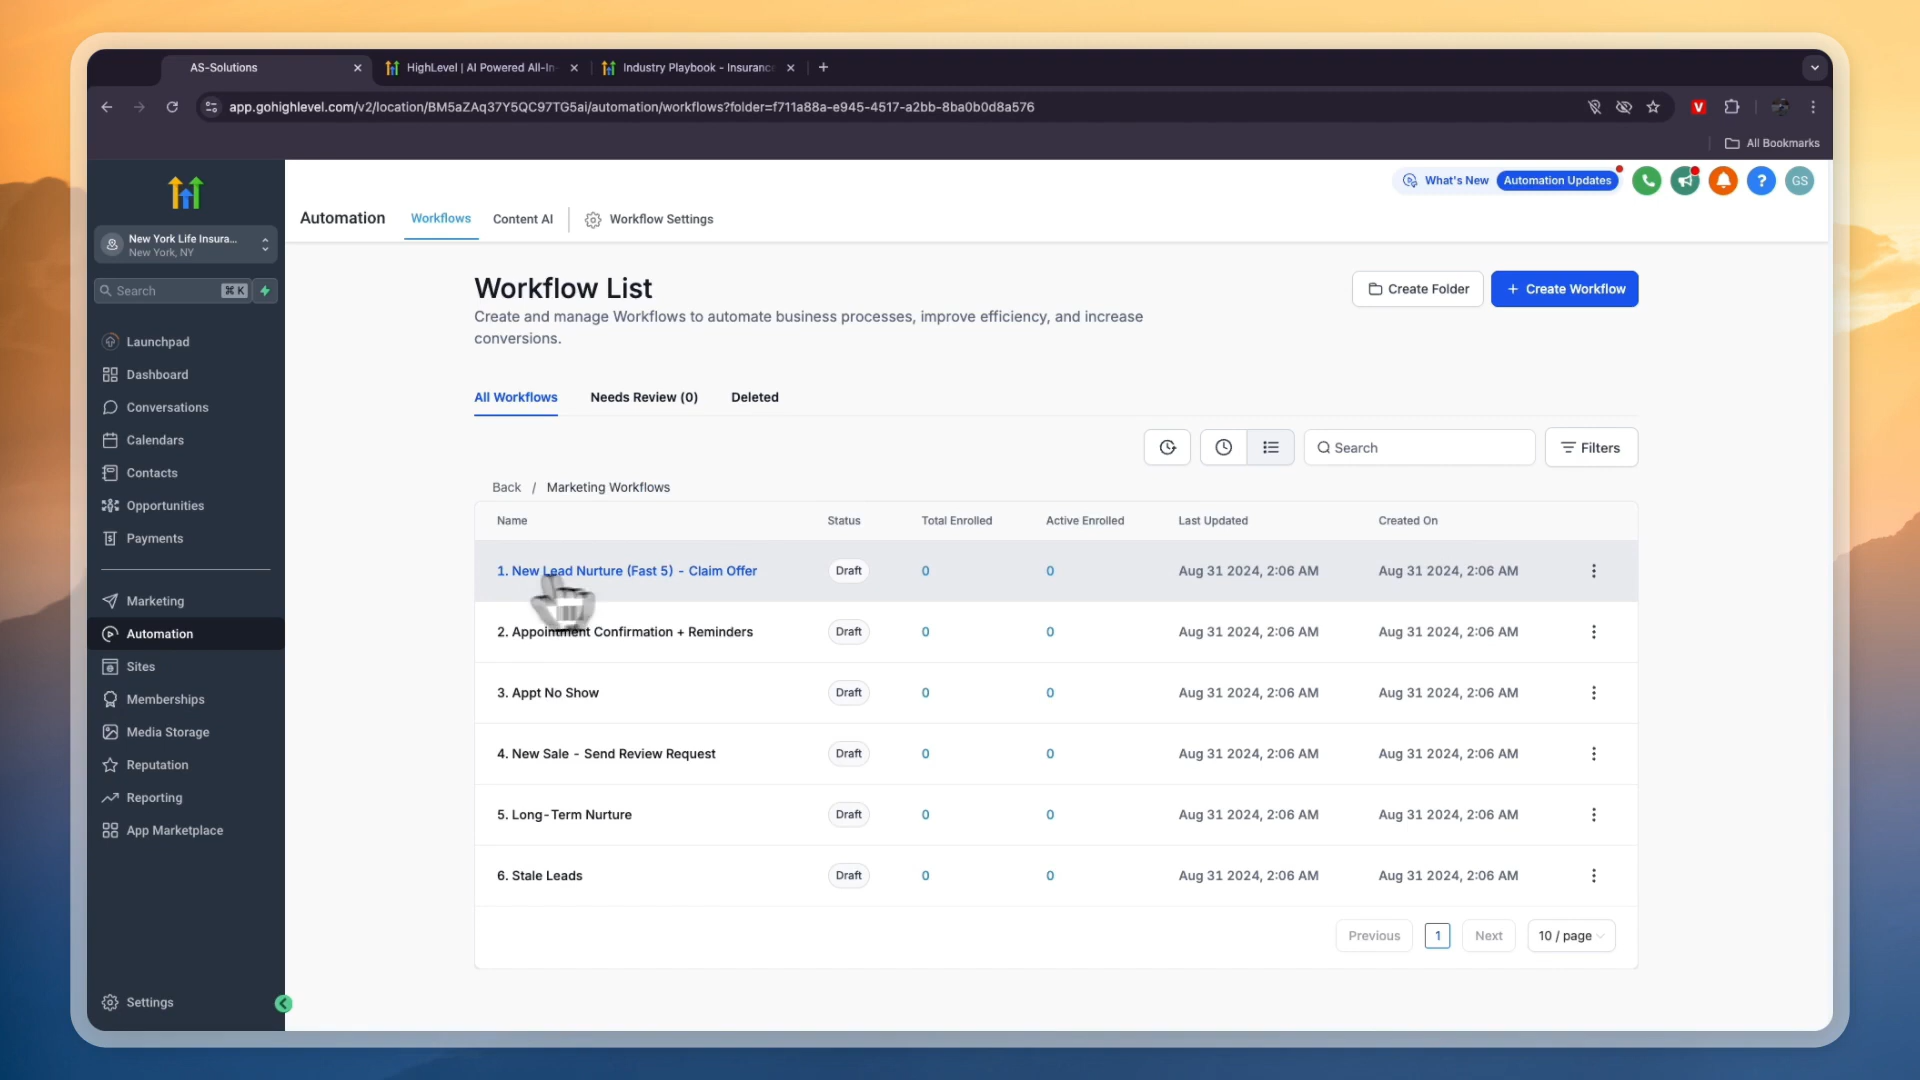 AS-Solutions
HighLevel | AI Powered All-In-
Industry Playbook - Insurance
app.gohighlevel.com/v2/location/BM5aZAq37Y5QC97TG5ai/automation/workflows?folder=f711a88a-e945-4517-a2bb-8ba0b0d8a576
V
All Bookmarks
What's New
Automation Updates
?
GS
New York Life Insura...
New York, NY
Search
⌘ K
Launchpad
Dashboard
Conversations
Calendars
Contacts
Opportunities
Payments
Marketing
Automation
Sites
Memberships
Media Storage
Reputation
Reporting
App Marketplace
Settings
Automation
Workflows
Content AI
Workflow Settings
Workflow List
Create and manage Workflows to automate business processes, improve efficiency, and increase
conversions.
Create Folder
+ Create Workflow
All Workflows
Needs Review (0)
Deleted
Search
Filters
Back / Marketing Workflows
Name Status Total Enrolled Active Enrolled Last Updated Created On
1. New Lead Nurture (Fast 5) - Claim Offer Draft 0 0 Aug 31 2024, 2:06 AM Aug 31 2024, 2:06 AM
2. Appointment Confirmation + Reminders Draft 0 0 Aug 31 2024, 2:06 AM Aug 31 2024, 2:06 AM
3. Appt No Show Draft 0 0 Aug 31 2024, 2:06 AM Aug 31 2024, 2:06 AM
4. New Sale - Send Review Request Draft 0 0 Aug 31 2024, 2:06 AM Aug 31 2024, 2:06 AM
5. Long-Term Nurture Draft 0 0 Aug 31 2024, 2:06 AM Aug 31 2024, 2:06 AM
6. Stale Leads Draft 0 0 Aug 31 2024, 2:06 AM Aug 31 2024, 2:06 AM
Previous 1 Next 10 / page